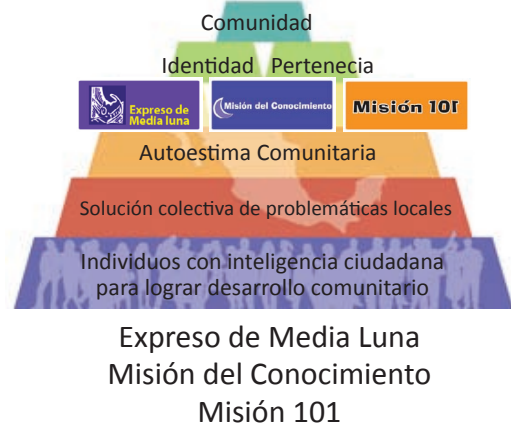 Comunidad
Identidad Pertenecia
Expreso de
Media luna
Misión del Conocimiento
Misión 101
Autoestima Comunitaria
Solución colectiva de problemáticas locales
Individuos con inteligencia ciudadana
para lograr desarrollo comunitario
Expreso de Media Luna
Misión del Conocimiento
Misión 101